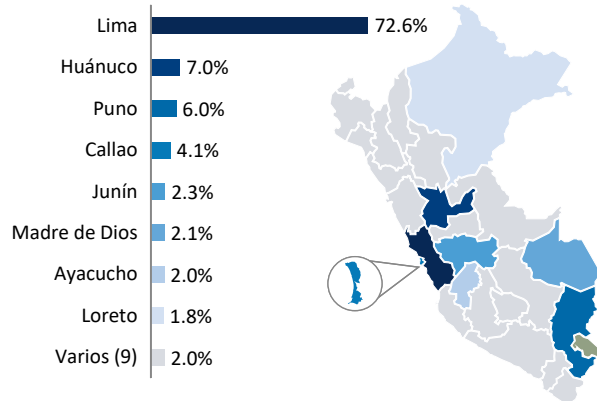 Lima 72.6%
Huánuco 7.0%
Puno 6.0%
Callao 4.1%
Junín 2.3%
Madre de Dios 2.1%
Ayacucho 2.0%
Loreto 1.8%
Varios (9) 2.0%